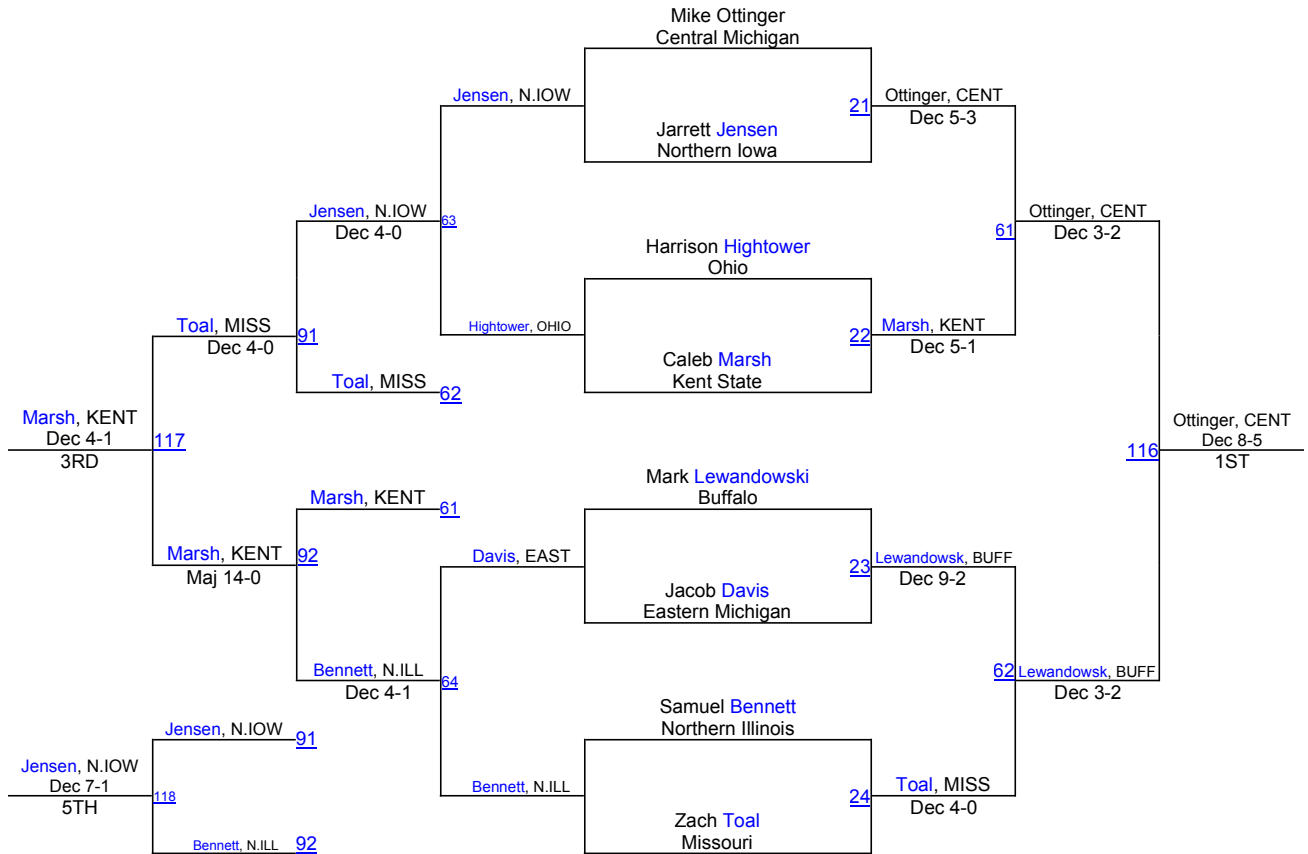 Mike Ottinger
Central Michigan
Jensen, N.IOW
21
Ottinger, CENT
Dec 5-3
Jarrett Jensen
Northern Iowa
Jensen, N.IOW
Dec 4-0
63
Ottinger, CENT
Dec 3-2
61
Harrison Hightower
Ohio
Toal, MISS
Dec 4-0
91
Hightower, OHIO
22
Marsh, KENT
Dec 5-1
Caleb Marsh
Kent State
Toal, MISS
62
Marsh, KENT
Dec 4-1
3RD
117
Ottinger, CENT
Dec 8-5
1ST
116
Mark Lewandowski
Buffalo
Marsh, KENT
61
Marsh, KENT
Maj 14-0
92
Davis, EAST
23
Lewandowsk, BUFF
Dec 9-2
Jacob Davis
Eastern Michigan
Bennett, N.ILL
Dec 4-1
64
62
Lewandowsk, BUFF
Dec 3-2
Samuel Bennett
Northern Illinois
Jensen, N.IOW
91
Jensen, N.IOW
Dec 7-1
5TH
118
Bennett, N.ILL
24
Toal, MISS
Dec 4-0
Zach Toal
Missouri
Bennett, N.ILL
92